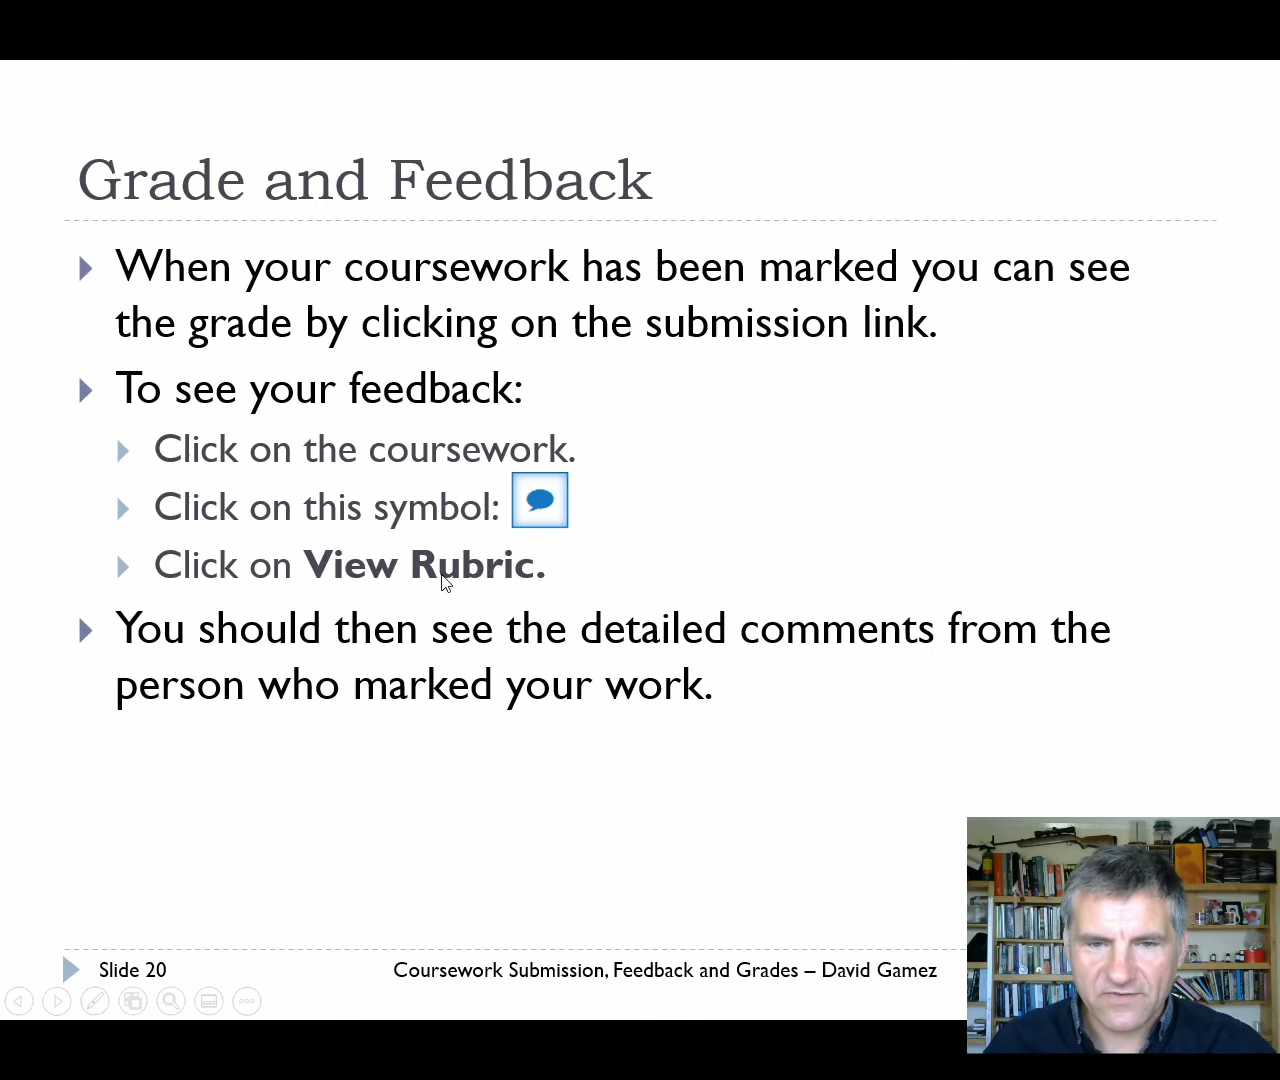 Grade and Feedback
When your coursework has been marked you can see
the grade by clicking on the submission link.
To see your feedback:
Click on the coursework.
Click on this symbol:
Click on View Rubric.
You should then see the detailed comments from the
person who marked your work.
Slide 20
Coursework Submission, Feedback and Grades – David Gamez